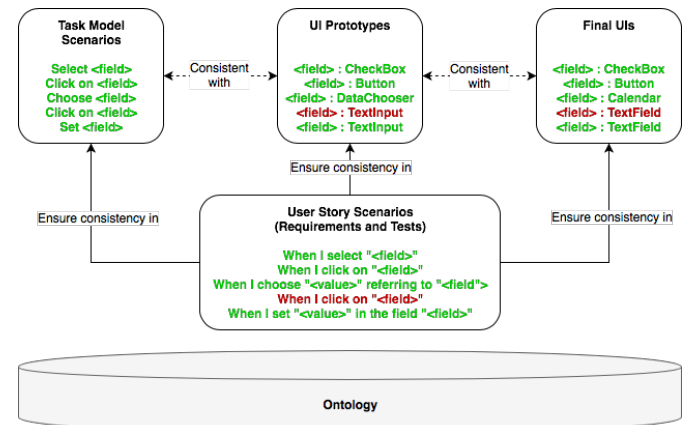 Task Model
Scenarios
Select <field>
Click on <field>
Choose <field>
Click on <field>
Set <field>
Consistent
with
UI Prototypes
<field> : CheckBox
<field> : Button
<field> : DataChooser
<field> : TextInput
<field> : TextInput
Consistent
with
Final UIs
<field> : CheckBox
<field> : Button
<field> : Calendar
<field> : TextField
<field> : TextField
Ensure consistency in
Ensure consistency in
Ensure consistency in
User Story Scenarios
(Requirements and Tests)
When I select "<field>"
When I click on "<field>"
When I choose "<value>" referring to "<field">
When I click on "<field>"
When I set "<value>" in the field "<field>"
Ontology